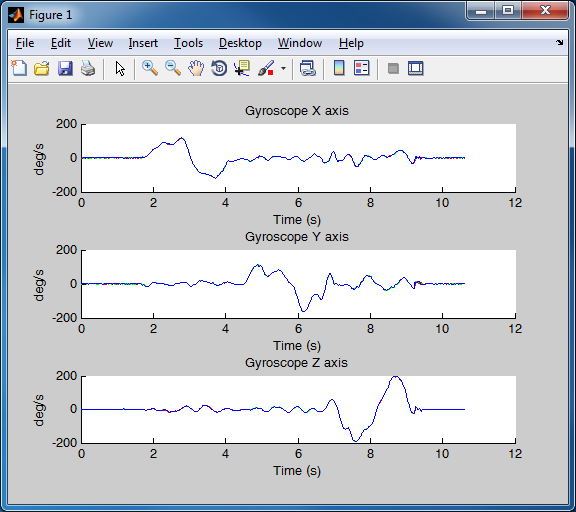 Figure 1
File Edit View Insert Tools Desktop Window Help
Gyroscope X axis
200
0
-200
deg/s
0 2 4 6 8 10 12
Time (s)
Gyroscope Y axis
200
0
-200
deg/s
0 2 4 6 8 10 12
Time (s)
Gyroscope Z axis
200
0
-200
deg/s
0 2 4 6 8 10 12
Time (s)